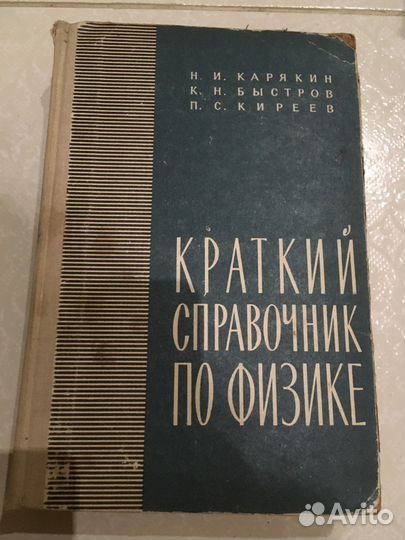 Н. И. КАРЯКИН
К. Н. БЫСТРОВ
П. С. КИРЕЕВ
КРАТКИЙ
СПРАВОЧНИК
ПО ФИЗИКЕ
Avito